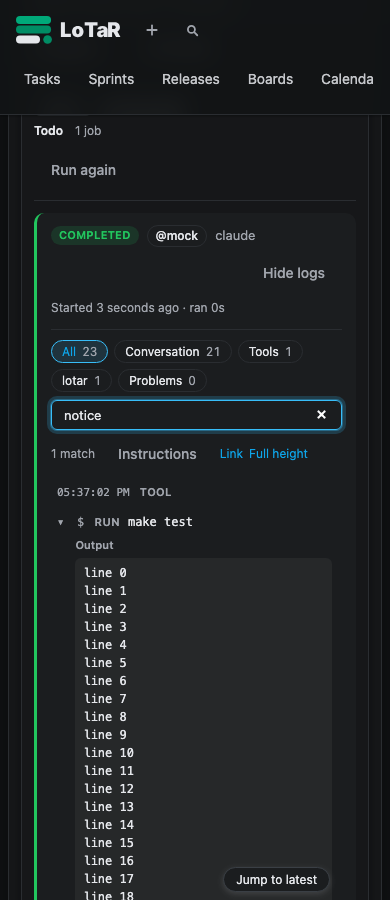 LoTaR
Tasks Sprints Releases Boards Calenda
Todo 1 job
Run again
COMPLETED @mock claude
Hide logs
Started 3 seconds ago · ran 0s
All 23 Conversation 21 Tools 1
lotar 1 Problems 0
notice
1 match Instructions Link Full height
05:37:02 PM TOOL
$ RUN make test
Output
line 0
line 1
line 2
line 3
line 4
line 5
line 6
line 7
line 8
line 9
line 10
line 11
line 12
line 13
line 14
line 15
line 16
line 17
Jump to latest
line 18